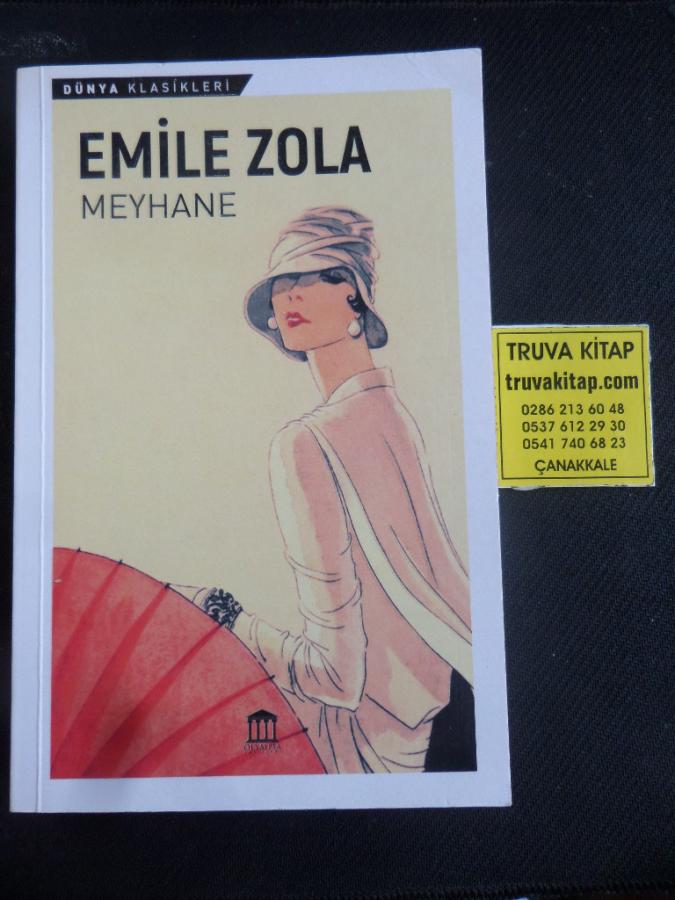 DÜNYA KLASİKLERİ
EMİLE ZOLA
MEYHANE
OLYMPIA
TRUVA KİTAP
truvakitap.com
0286 213 60 48
0537 612 29 30
0541 740 68 23
ÇANAKKALE